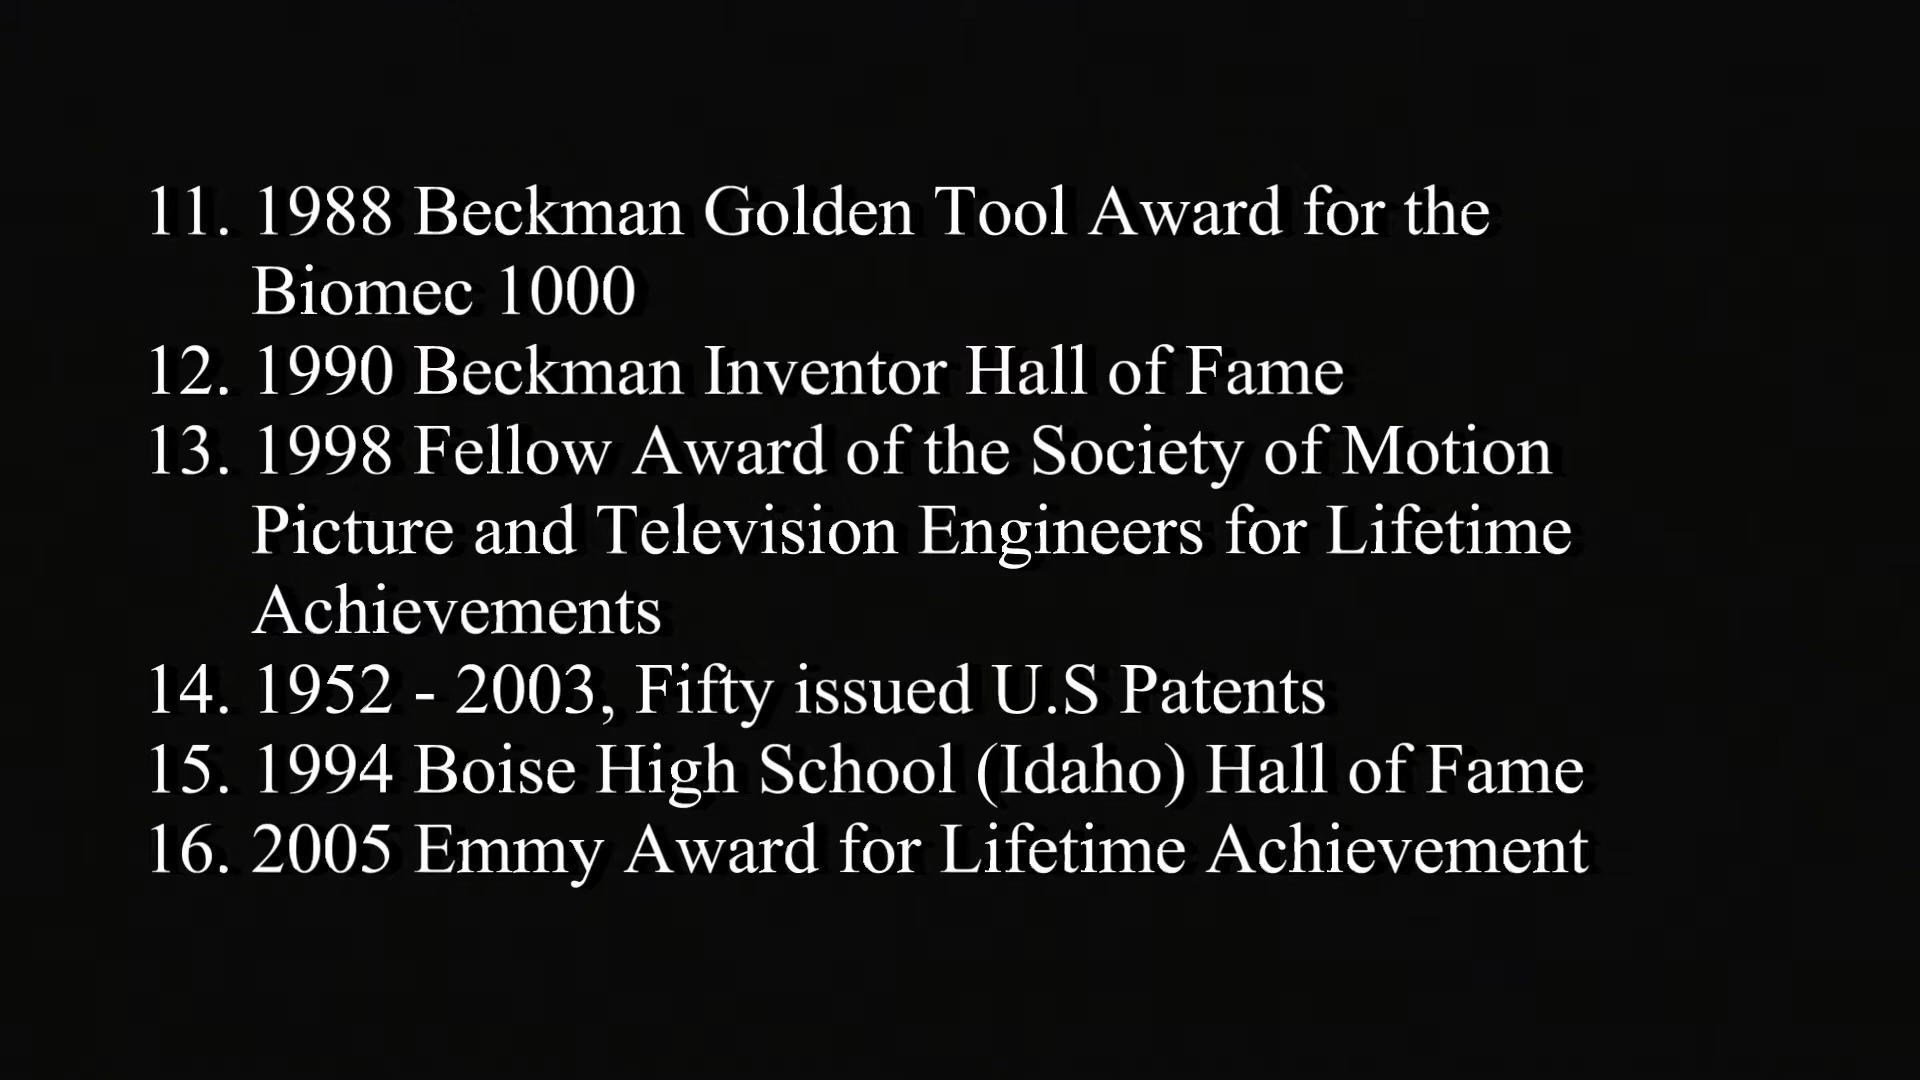 11. 1988 Beckman Golden Tool Award for the
Biomec 1000
12. 1990 Beckman Inventor Hall of Fame
13. 1998 Fellow Award of the Society of Motion
Picture and Television Engineers for Lifetime
Achievements
14. 1952 - 2003, Fifty issued U.S Patents
15. 1994 Boise High School (Idaho) Hall of Fame
16. 2005 Emmy Award for Lifetime Achievement